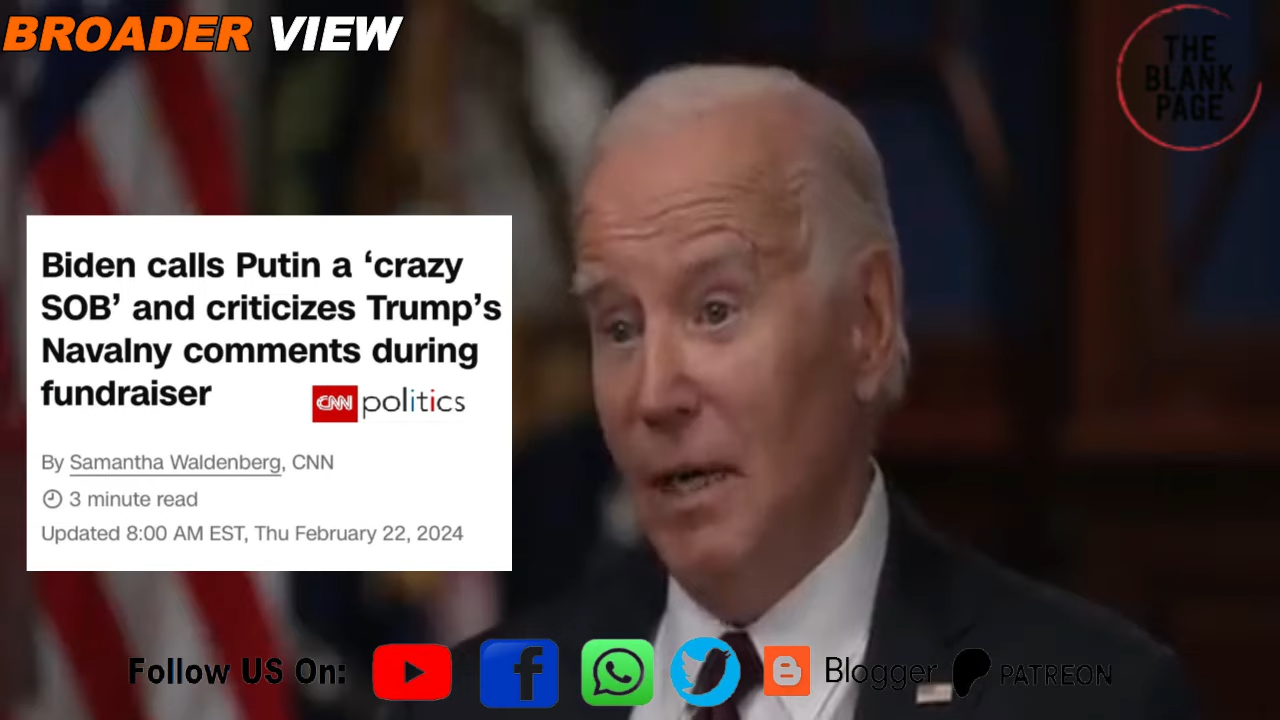 BROADER VIEW
THE
BLANK
PAGE
Biden calls Putin a ‘crazy
SOB’ and criticizes Trump’s
Navalny comments during
fundraiser
CNN politics
By Samantha Waldenberg, CNN
3 minute read
Updated 8:00 AM EST, Thu February 22, 2024
Follow US On:
Blogger
PATREON